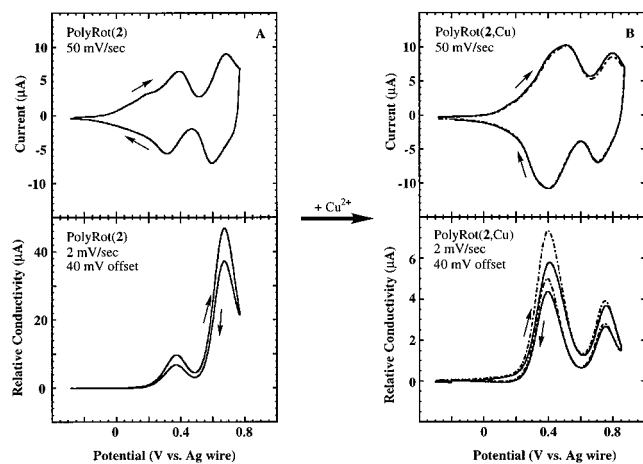 PolyRot(2) A
50 mV/sec
10
5
0
-5
-10
Current (µA)
PolyRot(2)
2 mV/sec
40 mV offset
40
20
0
Relative Conductivity (µA)
0 0.4 0.8
Potential (V vs. Ag wire)
+ Cu2+
PolyRot(2,Cu) B
50 mV/sec
10
5
0
-5
-10
Current (µA)
PolyRot(2,Cu)
2 mV/sec
40 mV offset
8
6
4
2
0
Relative Conductivity (µA)
0 0.4 0.8
Potential (V vs. Ag wire)